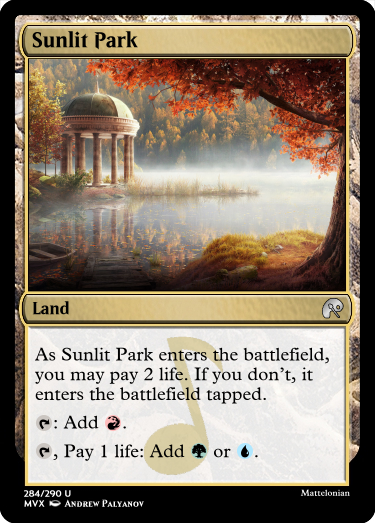 Sunlit Park
Land
As Sunlit Park enters the battlefield,
you may pay 2 life. If you don't, it
enters the battlefield tapped.
: Add .
, Pay 1 life: Add or .
284/290 U
Mattelonian
MVX Andrew Palyanov